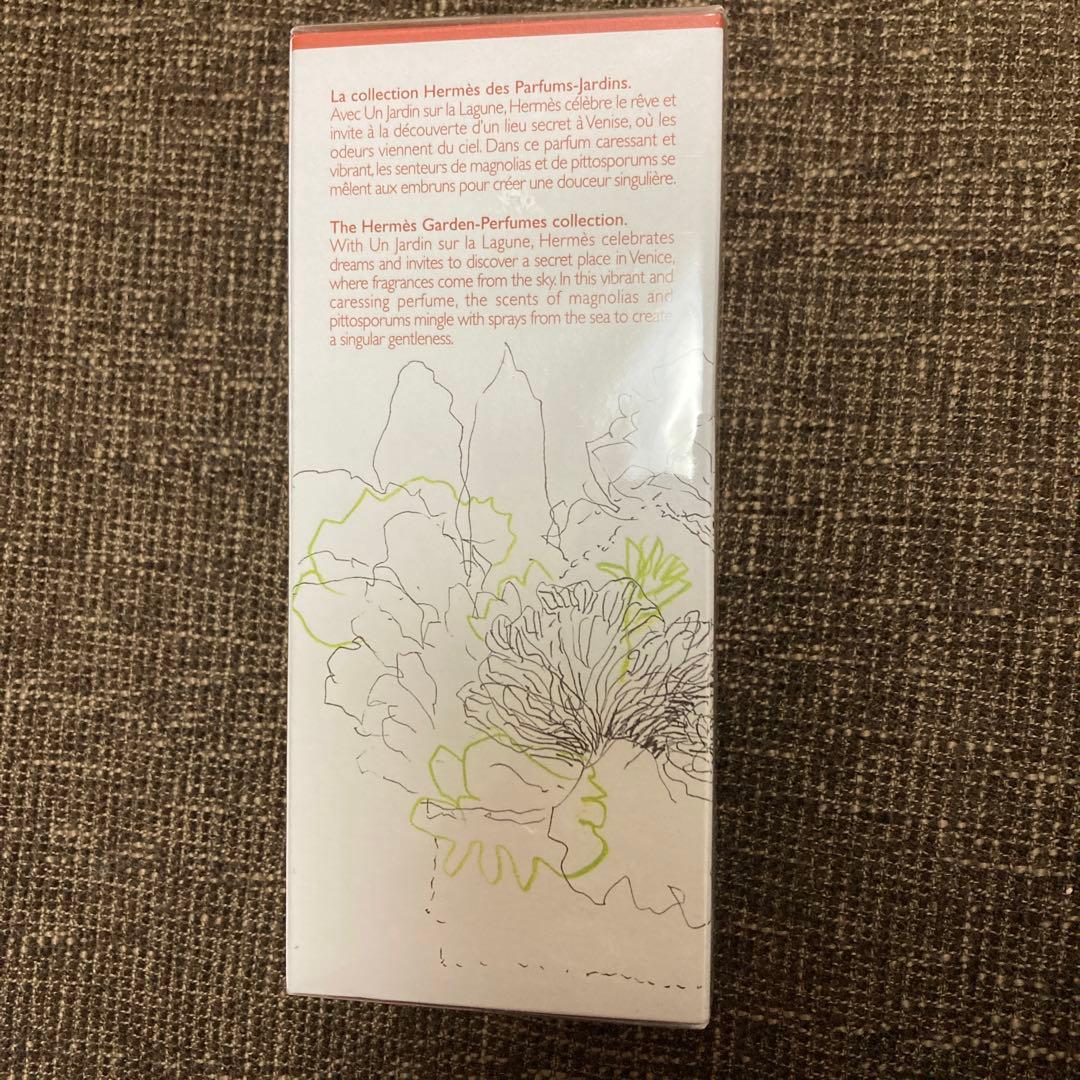 La collection Hermès des Parfums-Jardins.
Avec Un Jardin sur la Lagune, Hermès célèbre le rêve et
invite à la découverte d'un lieu secret à Venise, où les
odeurs viennent du ciel. Dans ce parfum caressant et
vibrant, les senteurs de magnolias et de pittosporums se
mêlent aux embruns pour créer une douceur singulière.
The Hermès Garden-Perfumes collection.
With Un Jardin sur la Lagune, Hermès celebrates
dreams and invites to discover a secret place in Venice,
where fragrances come from the sky. In this vibrant and
caressing perfume, the scents of magnolias and
pittosporums mingle with sprays from the sea to create
a singular gentleness.